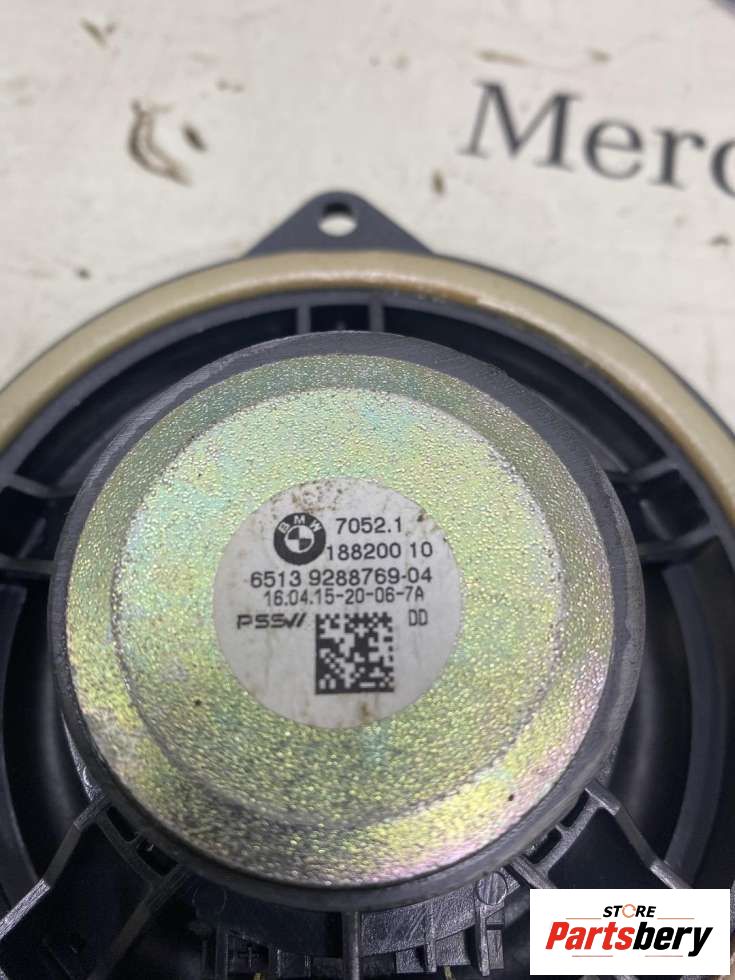 Merc
BMW
7052.1
188200 10
6513 9288769-04
16.04.15-20-06-7A
PSS
DD
STORE
Partsbery